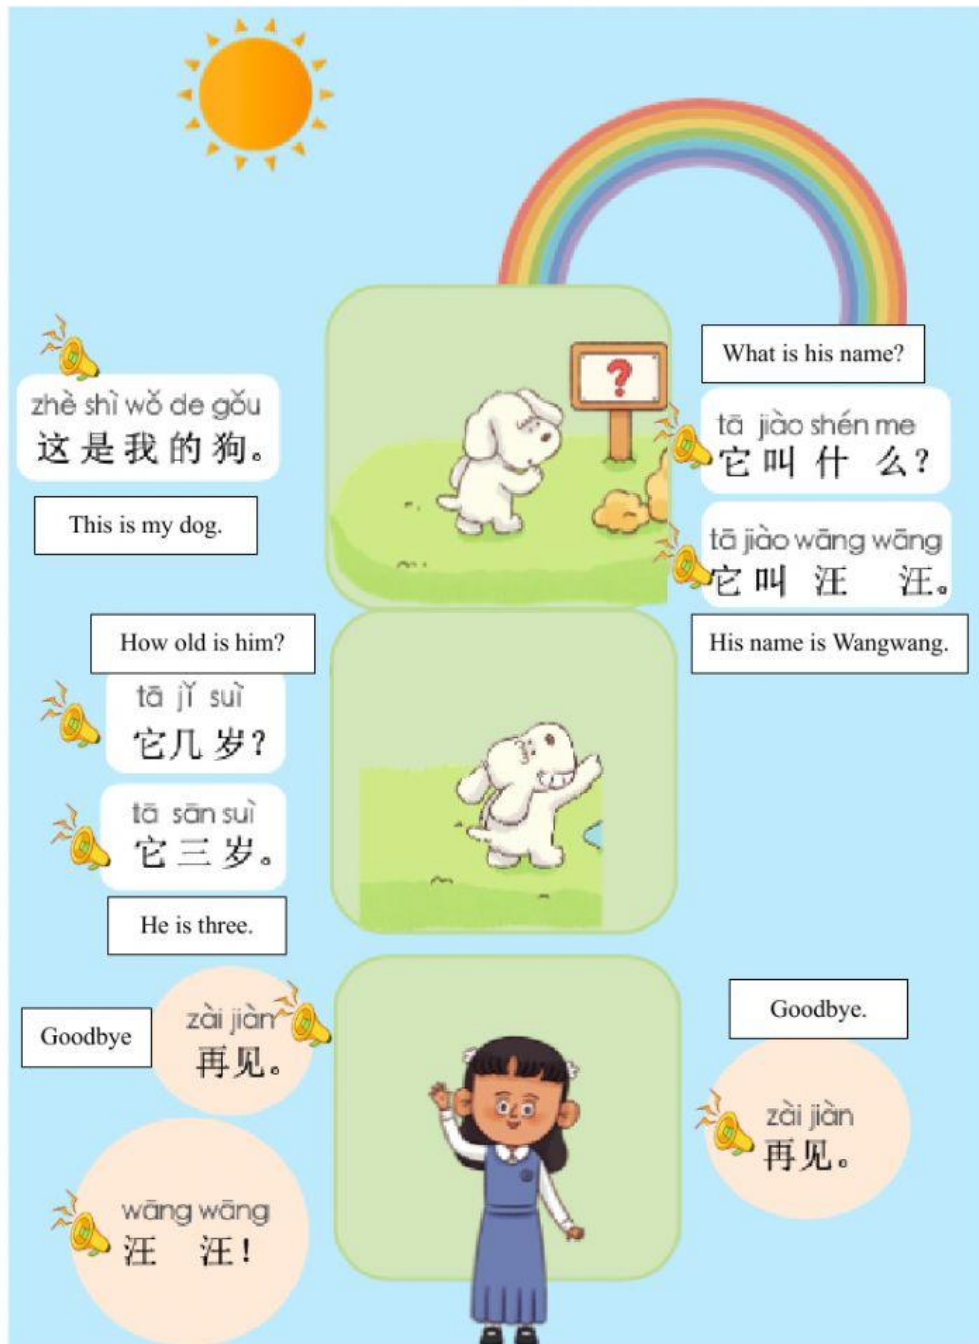 zhè shì wǒ de gǒu
这是我的狗。
This is my dog.
?
What is his name?
tā jiào shén me
它叫什么?
tā jiào wāng wāng
它叫汪汪。
His name is Wangwang.
How old is him?
tā jǐ suì
它几岁?
tā sān suì
它三岁。
He is three.
Goodbye
zài jiàn
再见。
Goodbye.
zài jiàn
再见。
wāng wāng
汪汪!